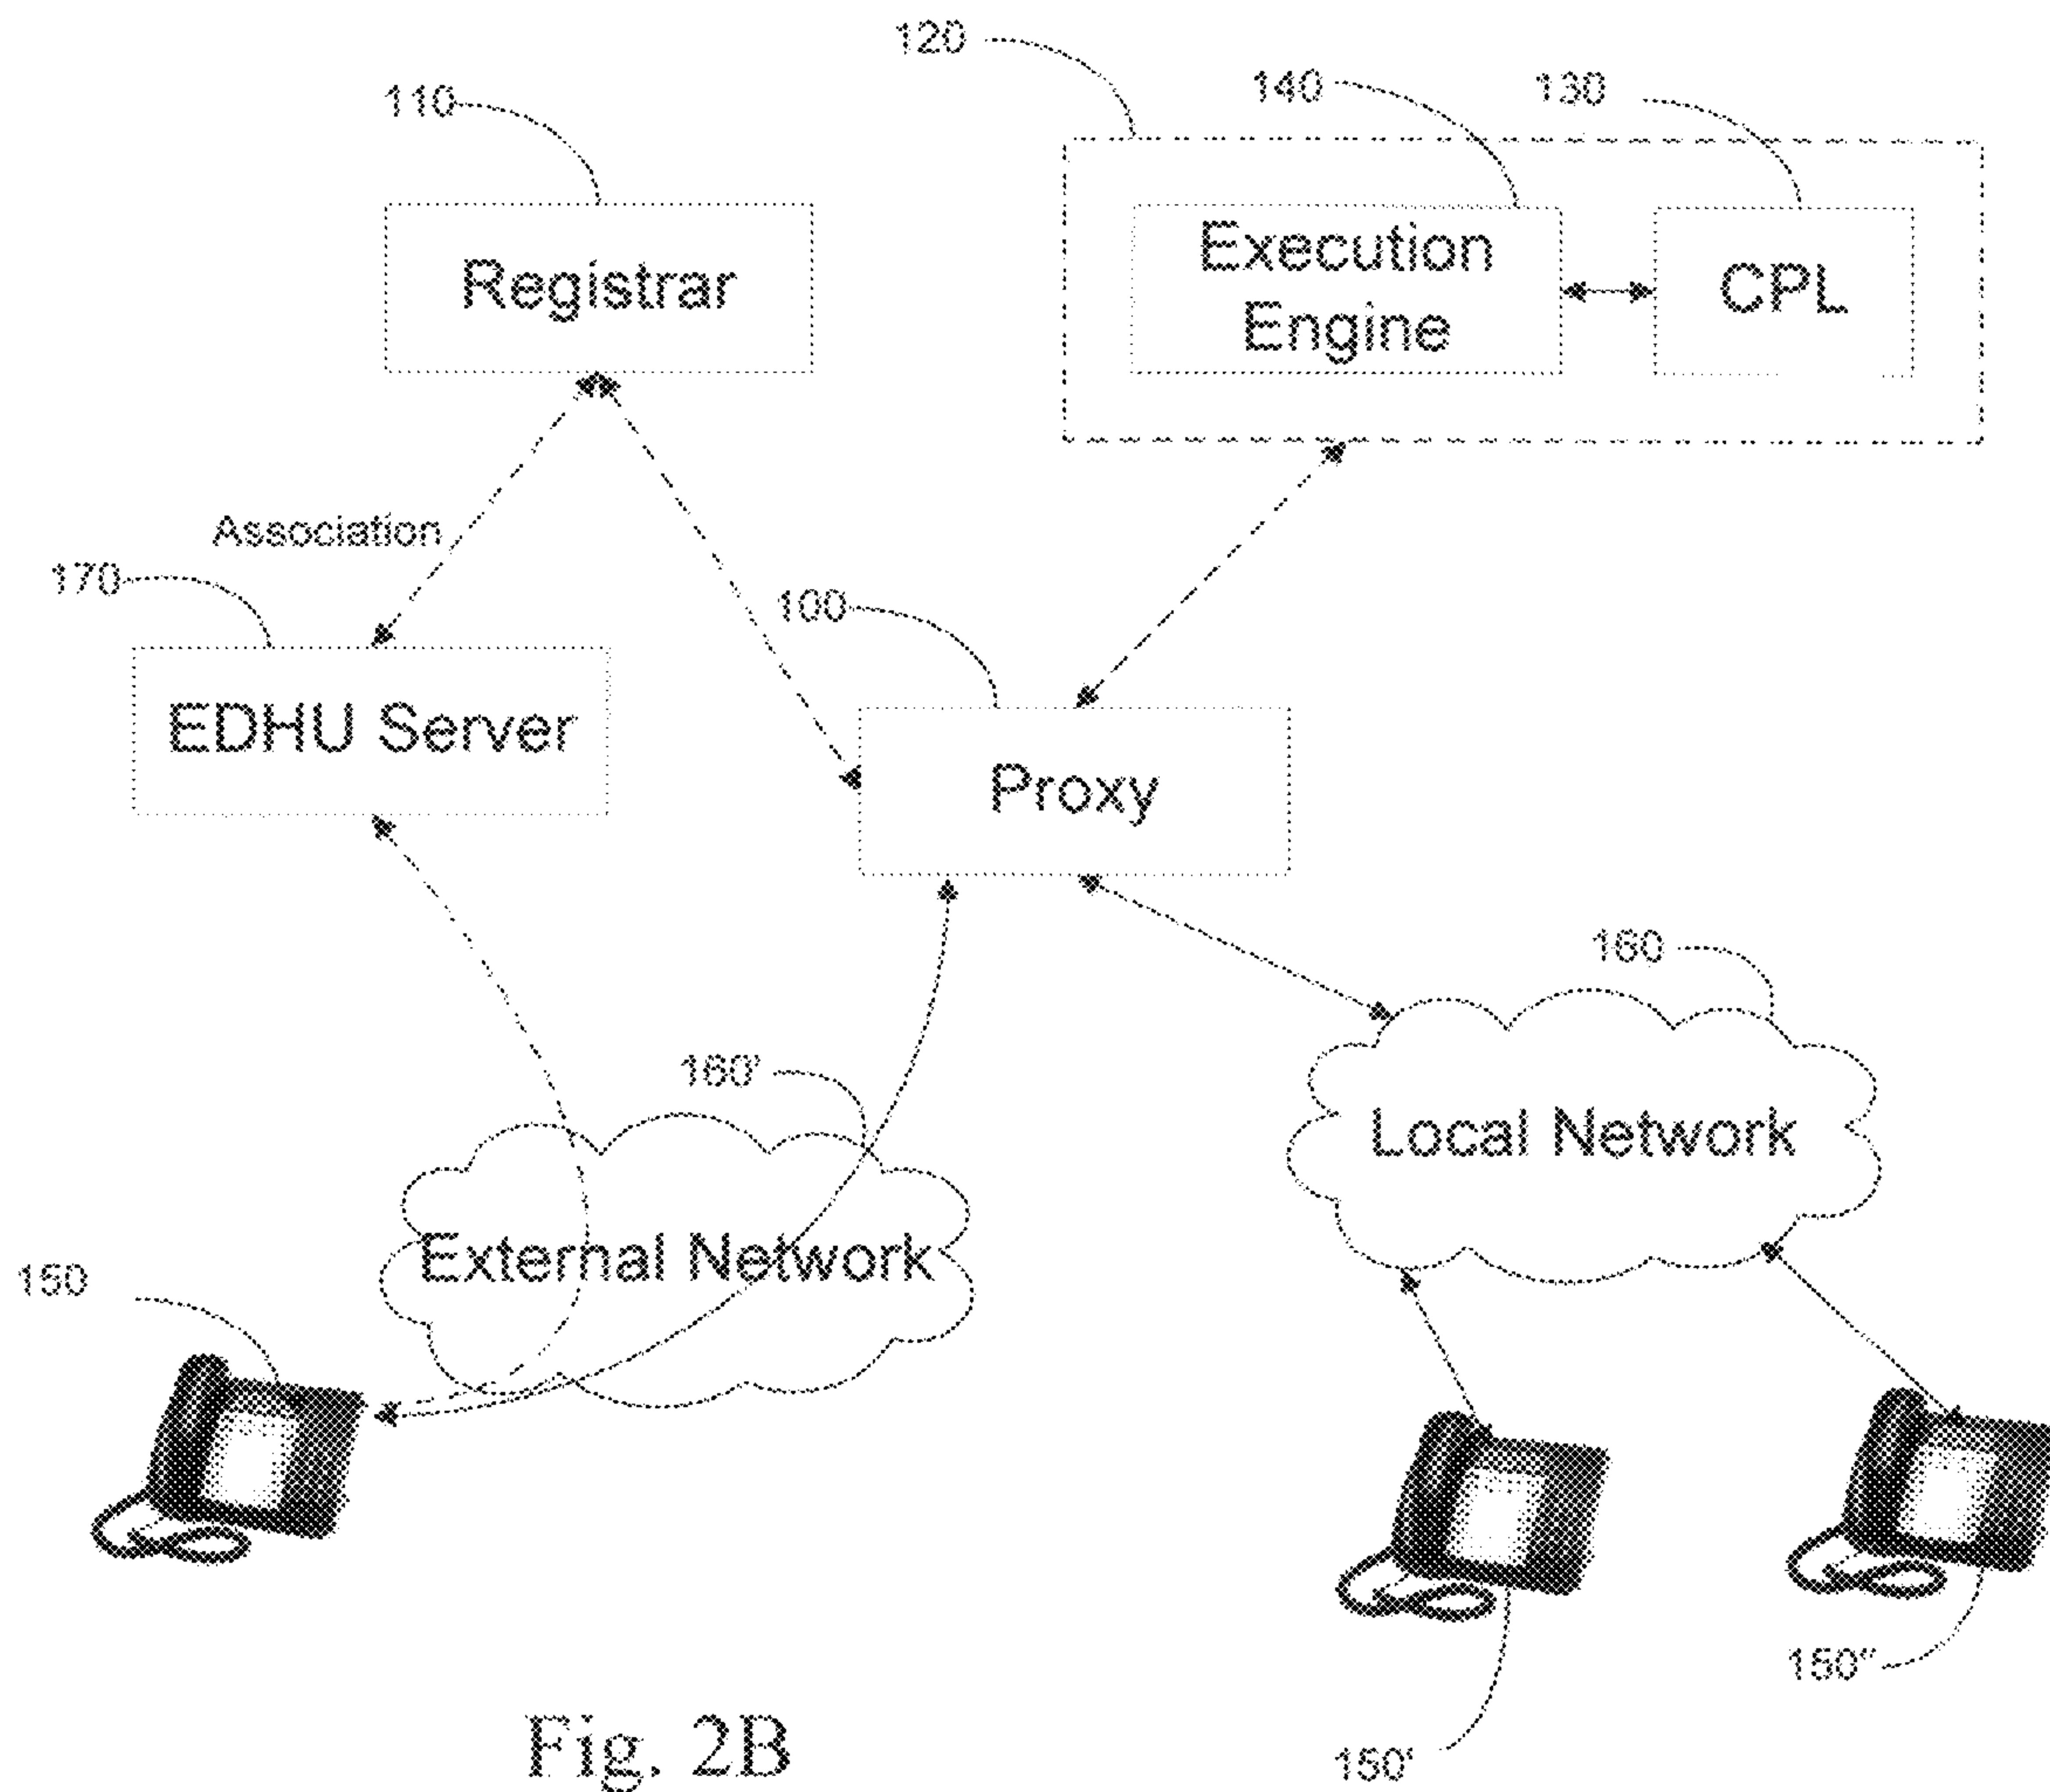 120
140
130
110
Execution
Engine
CPL
Registrar
Association
170
100
EDHU Server
Proxy
160
160'
Local Network
External Network
150
150"
150'
Fig. 2B